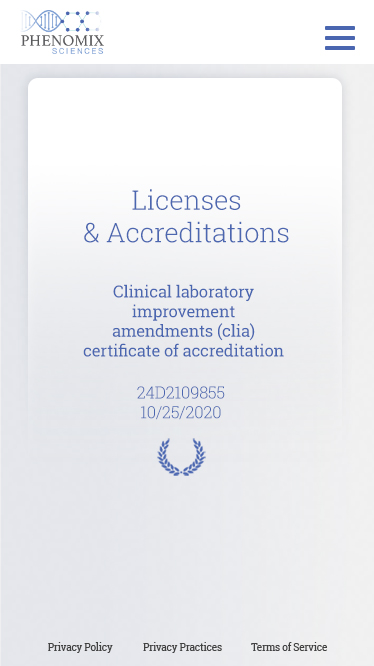 PHENOMIX
SCIENCES
Licenses
& Accreditations
Clinical laboratory
improvement
amendments (clia)
certificate of accreditation
24D2109855
10/25/2020
Privacy Policy
Privacy Practices
Terms of Service